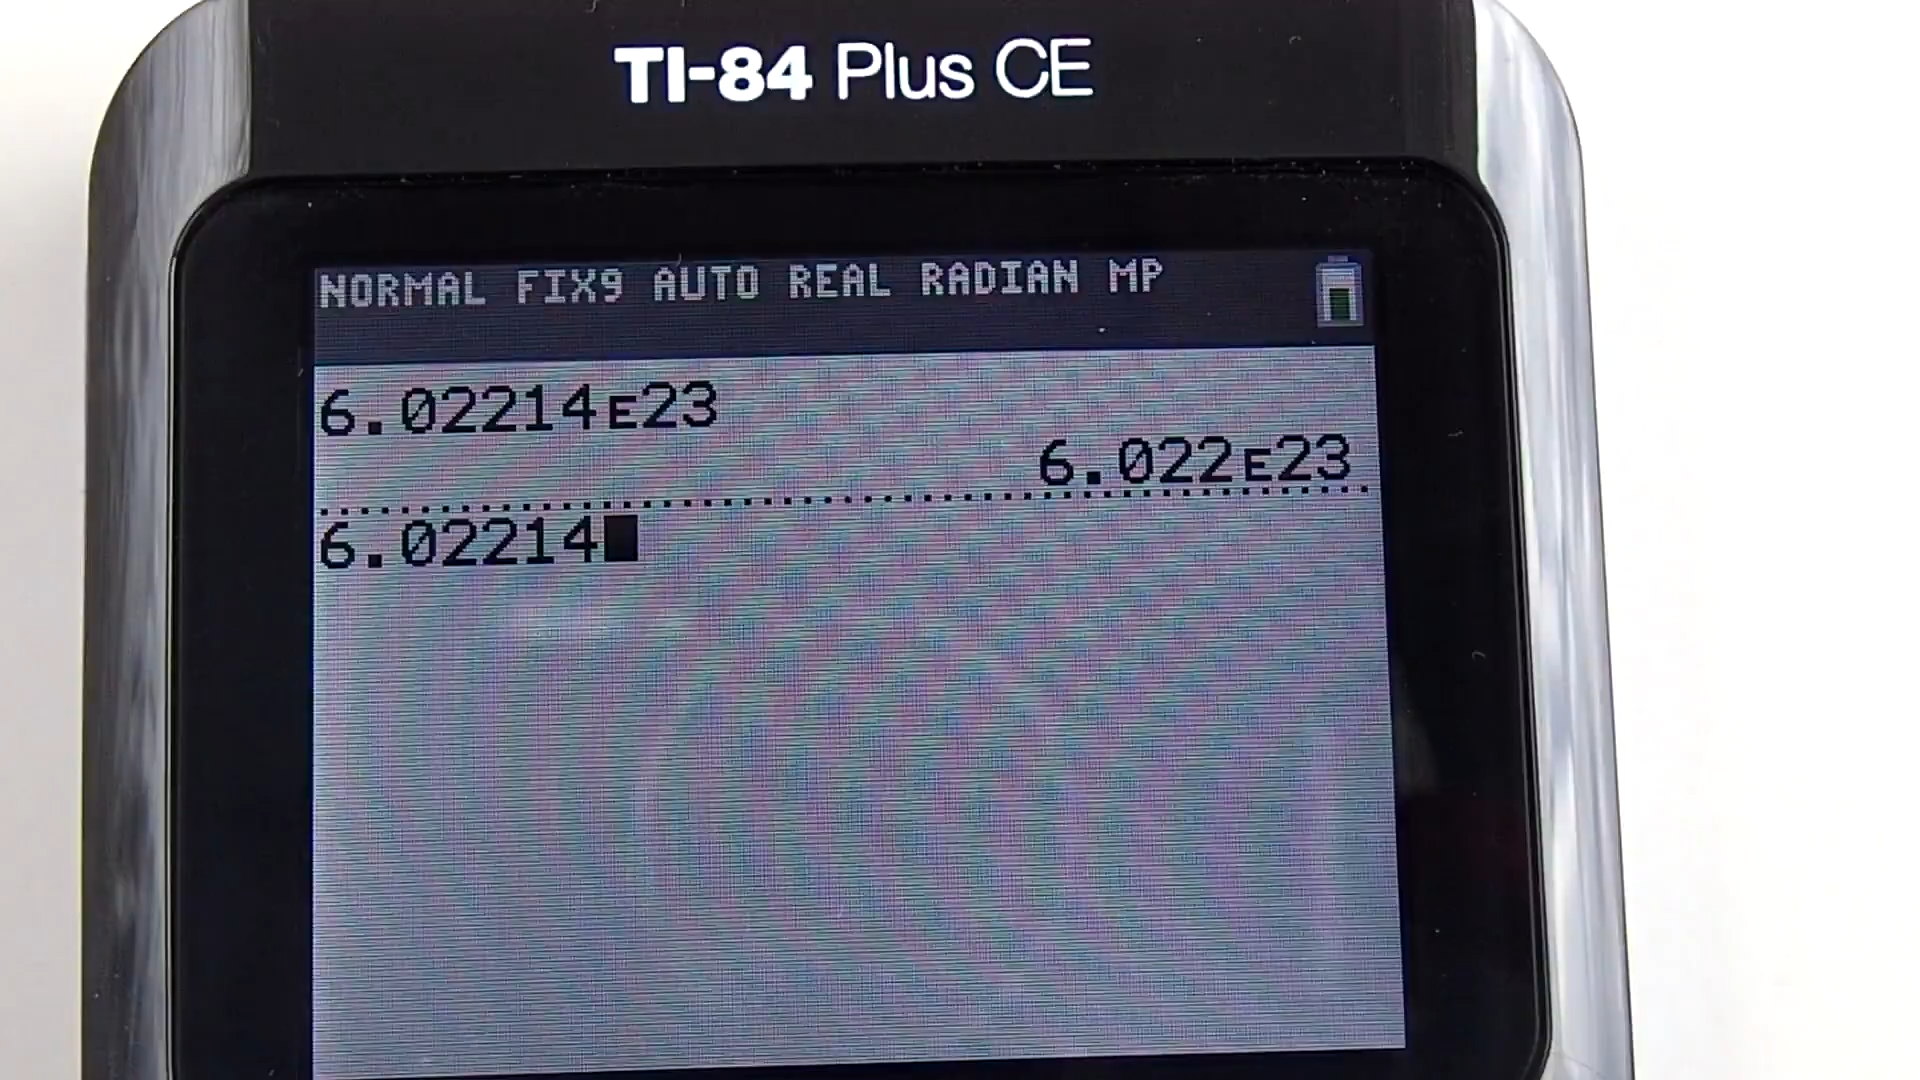 TI-84 Plus CE
NORMAL FIX9 AUTO REAL RADIAN MP
6.02214ᴇ23
6.022ᴇ23
6.02214